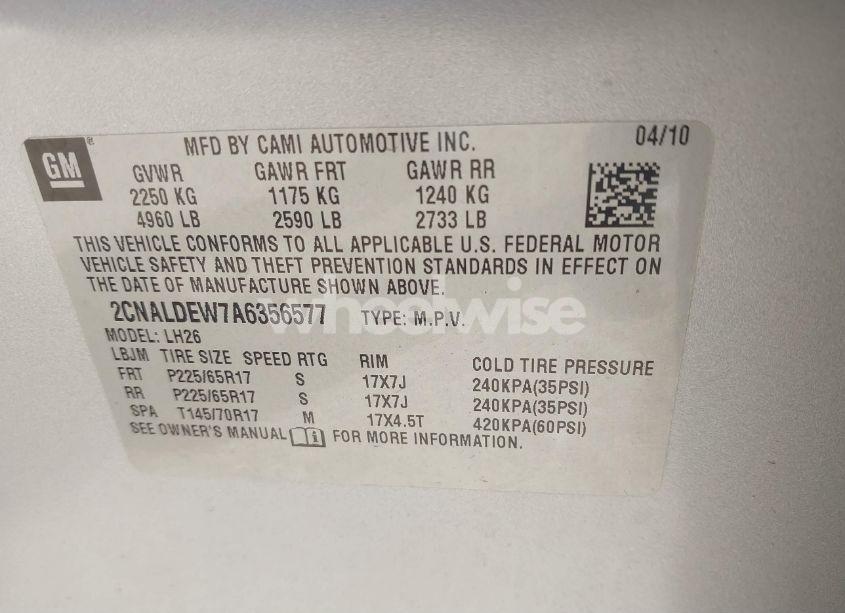 GM
MFD BY CAMI AUTOMOTIVE INC. 04/10
GVWR GAWR FRT GAWR RR
2250 KG 1175 KG 1240 KG
4960 LB 2590 LB 2733 LB
THIS VEHICLE CONFORMS TO ALL APPLICABLE U.S. FEDERAL MOTOR
VEHICLE SAFETY AND THEFT PREVENTION STANDARDS IN EFFECT ON
THE DATE OF MANUFACTURE SHOWN ABOVE.
2CNALDEW7A6356577 TYPE: M.P.V.
wheelwise
MODEL: LH26
LBJM TIRE SIZE SPEED RTG RIM COLD TIRE PRESSURE
FRT P225/65R17 S 17X7J 240KPA(35PSI)
RR P225/65R17 S 17X7J 240KPA(35PSI)
SPA T145/70R17 M 17X4.5T 420KPA(60PSI)
SEE OWNER'S MANUAL FOR MORE INFORMATION.